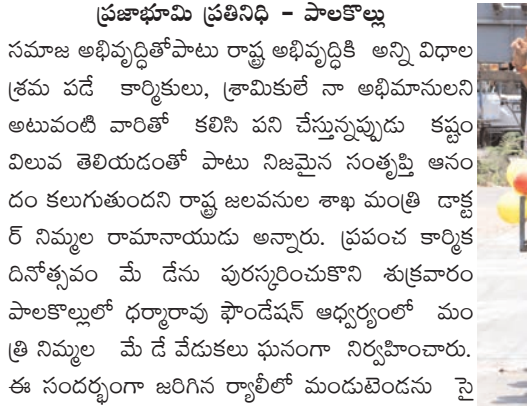 ప్రజాభూమి ప్రతినిధి - పాలకొల్లు
సమాజ అభివృద్ధితోపాటు రాష్ట్ర అభివృద్ధికి అన్ని విధాల
శ్రమ పడే కార్మికులు, శ్రామికులే నా అభిమానులని
అటువంటి వారితో కలిసి పని చేస్తున్నప్పుడు కష్టం
విలువ తెలియడంతో పాటు నిజమైన సంతృప్తి ఆనం
దం కలుగుతుందని రాష్ట్ర జలవనుల శాఖ మంత్రి డాక్ట
ర్ నిమ్మల రామానాయుడు అన్నారు. ప్రపంచ కార్మిక
దినోత్సవం మే డేను పురస్కరించుకొని శుక్రవారం
పాలకొల్లులో ధర్మారావు ఫౌండేషన్ ఆధ్వర్యంలో మం
త్రి నిమ్మల మే డే వేడుకలు ఘనంగా నిర్వహించారు.
ఈ సందర్భంగా జరిగిన ర్యాలీలో మండుటెండను సై